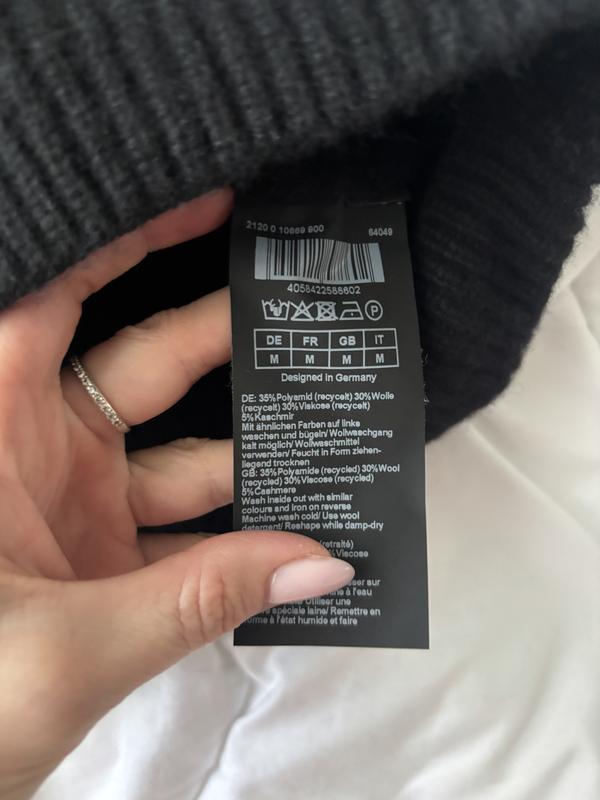 2120 0 10869 900 64049
4058422588602
P
DE FR GB IT
M M M M
Designed in Germany
DE: 35%Polyamid (recycelt) 30%Wolle
(recycelt) 30%Viskose (recycelt)
5%Kaschmir
Mit ähnlichen Farben auf links
waschen und bügeln/ Wollwaschgang
kalt möglich/ Wollwaschmittel
verwenden/ Feucht in Form ziehen-
liegend trocknen
GB: 35%Polyamide (recycled) 30%Wool
(recycled) 30%Viscose (recycled)
5%Cashmere
Wash inside out with similar
colours and iron on reverse
Machine wash cold/ Use wool
detergent/ Reshape while damp-dry
(retraité)
%Viscose
sur
à l'eau
Utiliser une
spéciale laine/ Remettre en
forme à l'état humide et faire